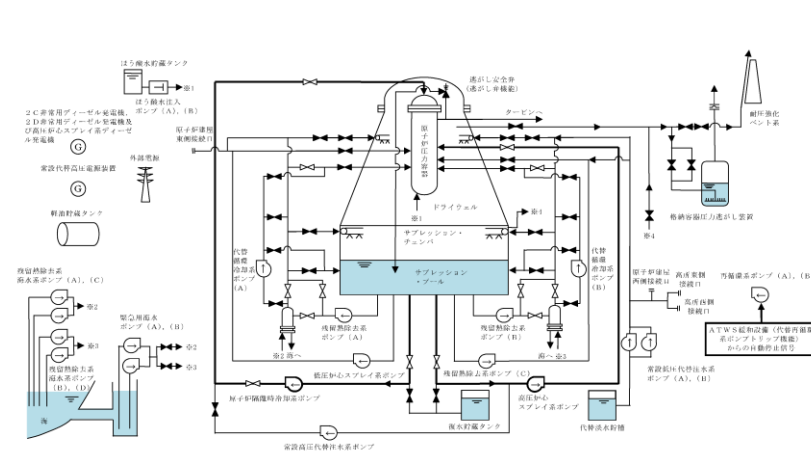 ほう酸水貯蔵タンク
※1
ほう酸水注入
ポンプ (A), (B)
2C非常用ディーゼル発電機,
2D非常用ディーゼル発電機及
び高圧炉心スプレイ系ディーゼ
ル発電機
G
常設代替高圧電源装置
G
外部電源
軽油貯蔵タンク
原子炉建屋
東側接続口
逃がし安全弁
(逃がし弁機能)
タービンへ
原子炉圧力容器
ドライウェル
※1
※4
サプレッション・
チェンバ
サプレッション
・プール
代替
循環
冷却系
ポンプ
(A)
代替
循環
冷却系
ポンプ
(B)
耐圧強化
ベント系
格納容器圧力逃がし装置
※4
残留熱除去系
海水系ポンプ (A), (C)
※2
※3
残留熱除去系
海水系ポンプ
(B), (D)
海
緊急用海水
ポンプ (A), (B)
※2
※3
残留熱除去系
ポンプ (A)
※2 海へ
残留熱除去系
ポンプ (B)
海へ ※3
低圧炉心スプレイ系ポンプ
残留熱除去系ポンプ (C)
原子炉隔離時冷却系ポンプ
高圧炉心
スプレイ系ポンプ
常設高圧代替注水系ポンプ
復水貯蔵タンク
代替淡水貯槽
原子炉建屋
西側接続口
高所東側
接続口
高所西側
接続口
常設低圧代替注水系
ポンプ (A), (B)
再循環系ポンプ (A), (B
ATWS緩和設備 (代替再循環
系ポンプトリップ機能)
からの自動停止信号